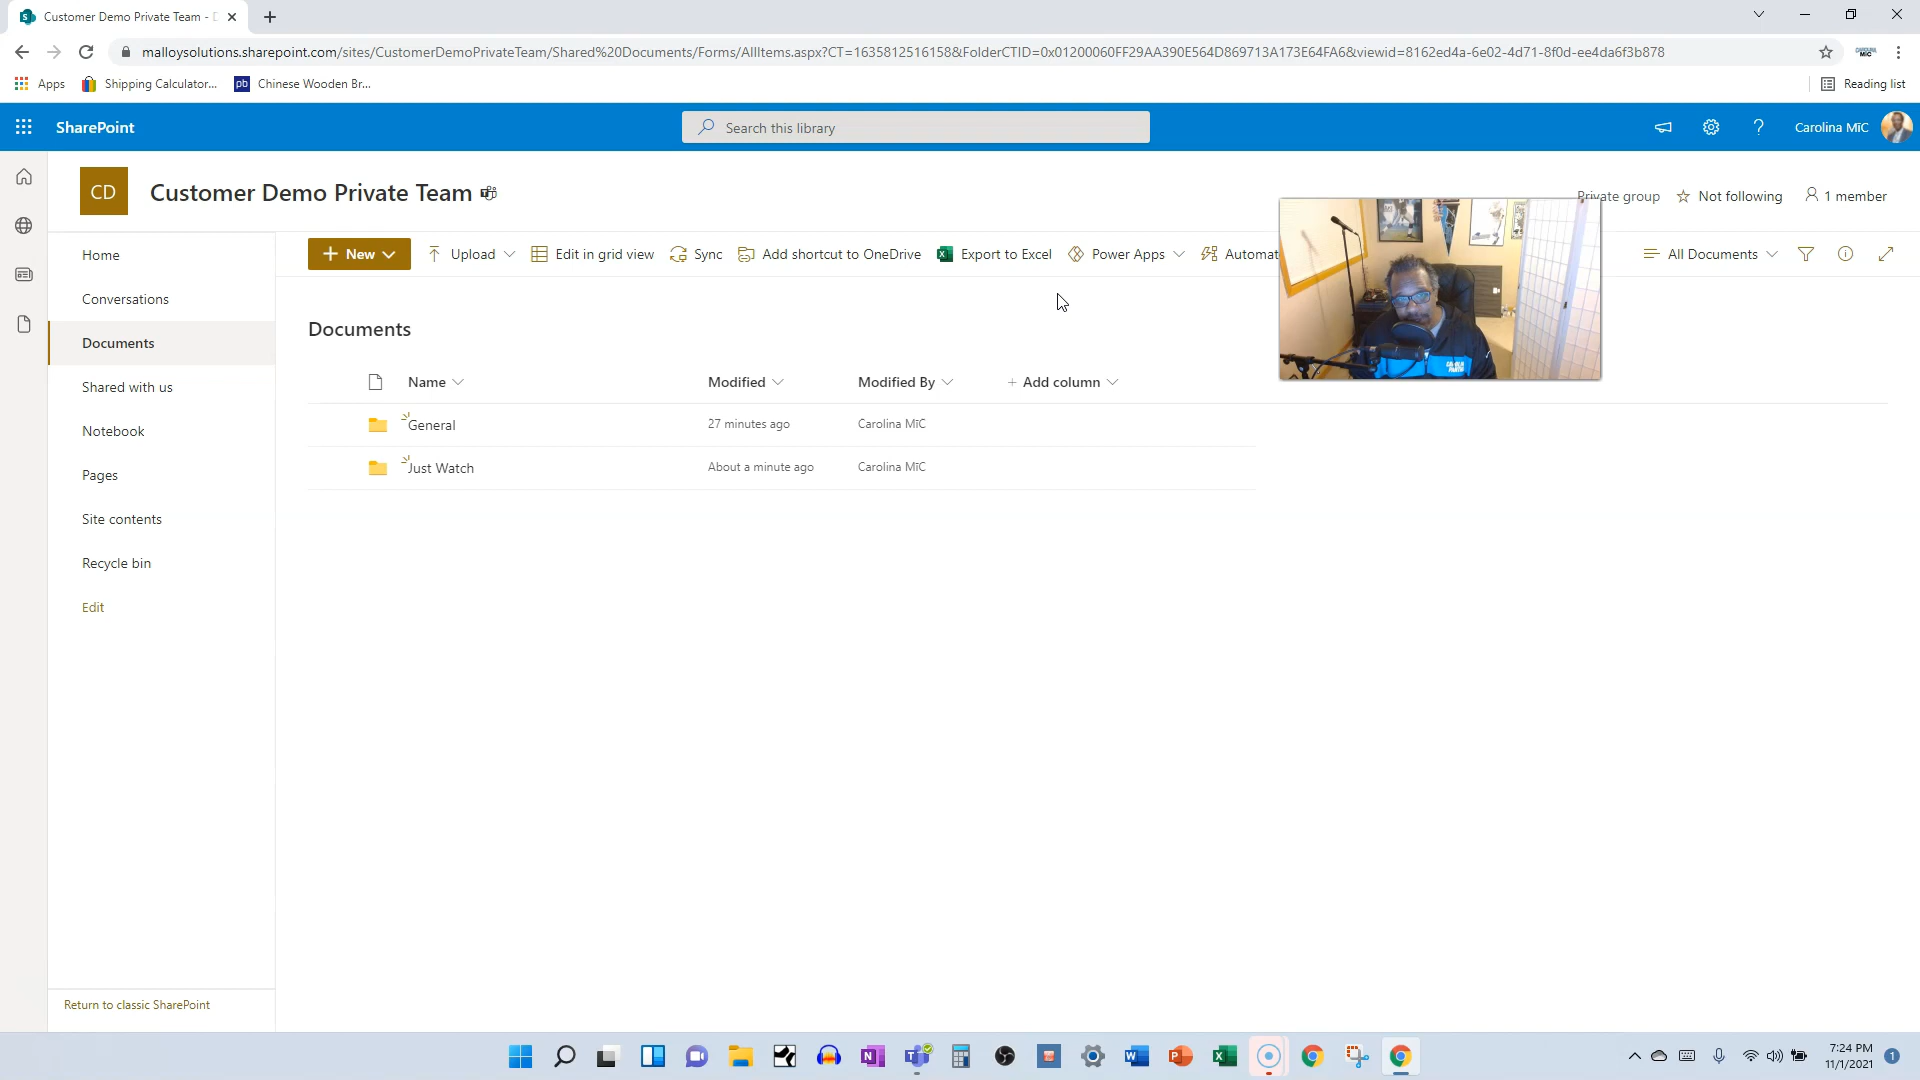 Customer Demo Private Team - D
malloysolutions.sharepoint.com/sites/CustomerDemoPrivateTeam/Shared%20Documents/Forms/AllItems.aspx?CT=1635812516158&FolderCTID=0x01200060FF29AA390E564D869713A173E64FA6&viewid=8162ed4a-6e02-4d71-8f0d-ee4da6f3b878
Apps
Shipping Calculator...
pb
Chinese Wooden Br...
Reading list
SharePoint
Search this library
Carolina MiC
CD
Customer Demo Private Team
Private group
Not following
1 member
Home
Conversations
Documents
Shared with us
Notebook
Pages
Site contents
Recycle bin
Edit
Return to classic SharePoint
New
Upload
Edit in grid view
Sync
Add shortcut to OneDrive
Export to Excel
Power Apps
Automat
All Documents
Documents
Name
Modified
Modified By
Add column
General
27 minutes ago
Carolina MiC
Just Watch
About a minute ago
Carolina MiC
7:24 PM
11/1/2021
1